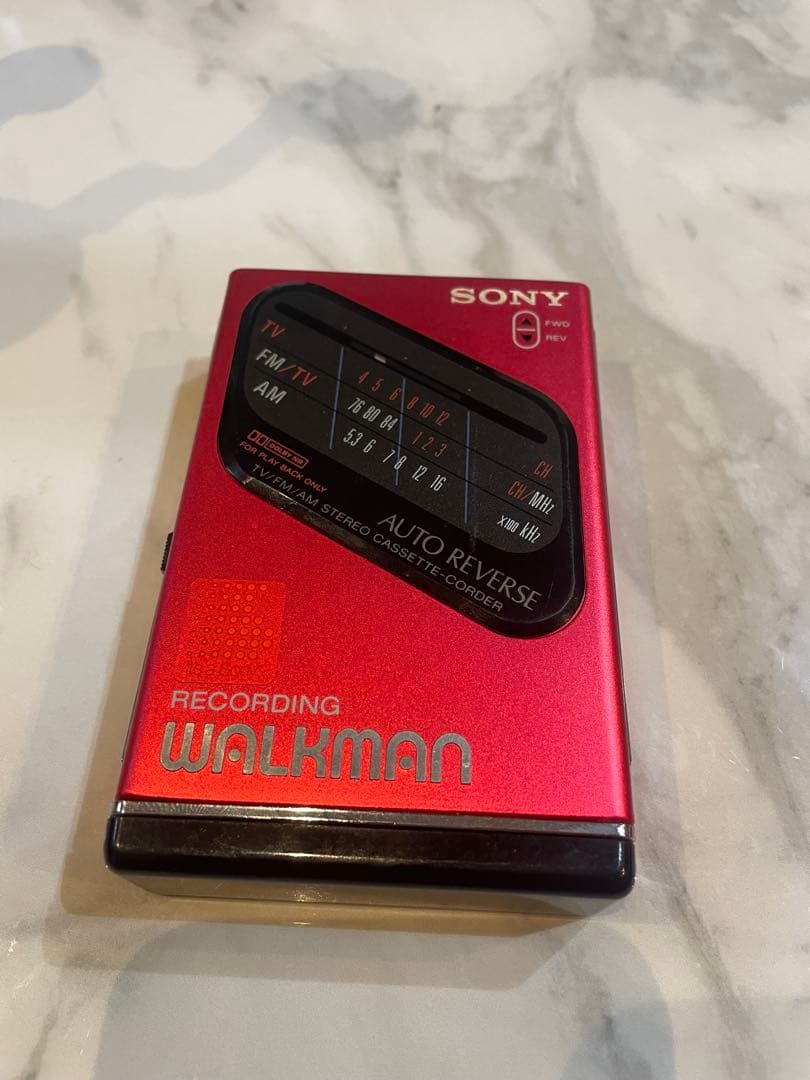 SONY
FWD
REV
TV
4 5 6 8 10 12
CH
FM/TV
76 80 84 1 2 3
CH/MHz
AM
5.3 6 7 8 12 16
X100 kHz
DOLBY NR
FOR PLAY BACK ONLY
TV/FM/AM STEREO CASSETTE-CORDER
AUTO REVERSE
RECORDING
WALKMAN